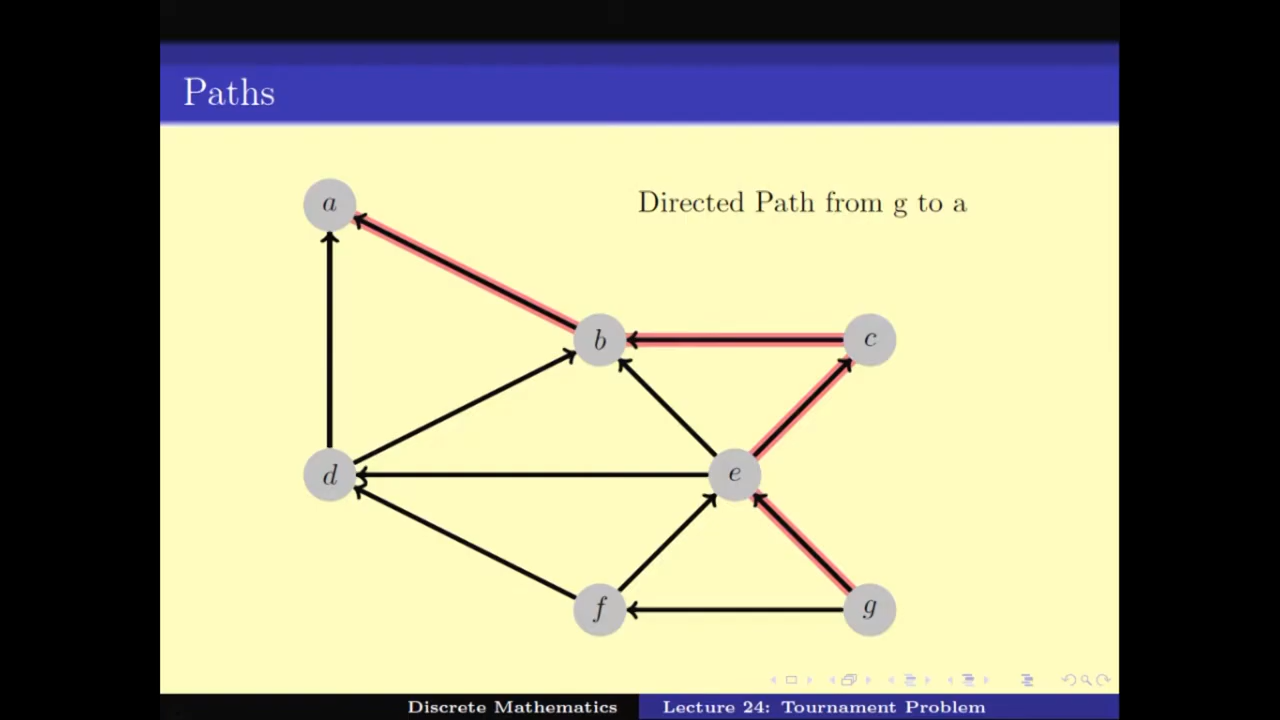 Paths
a
Directed Path from g to a
b
c
d
e
f
g
Discrete Mathematics
Lecture 24: Tournament Problem